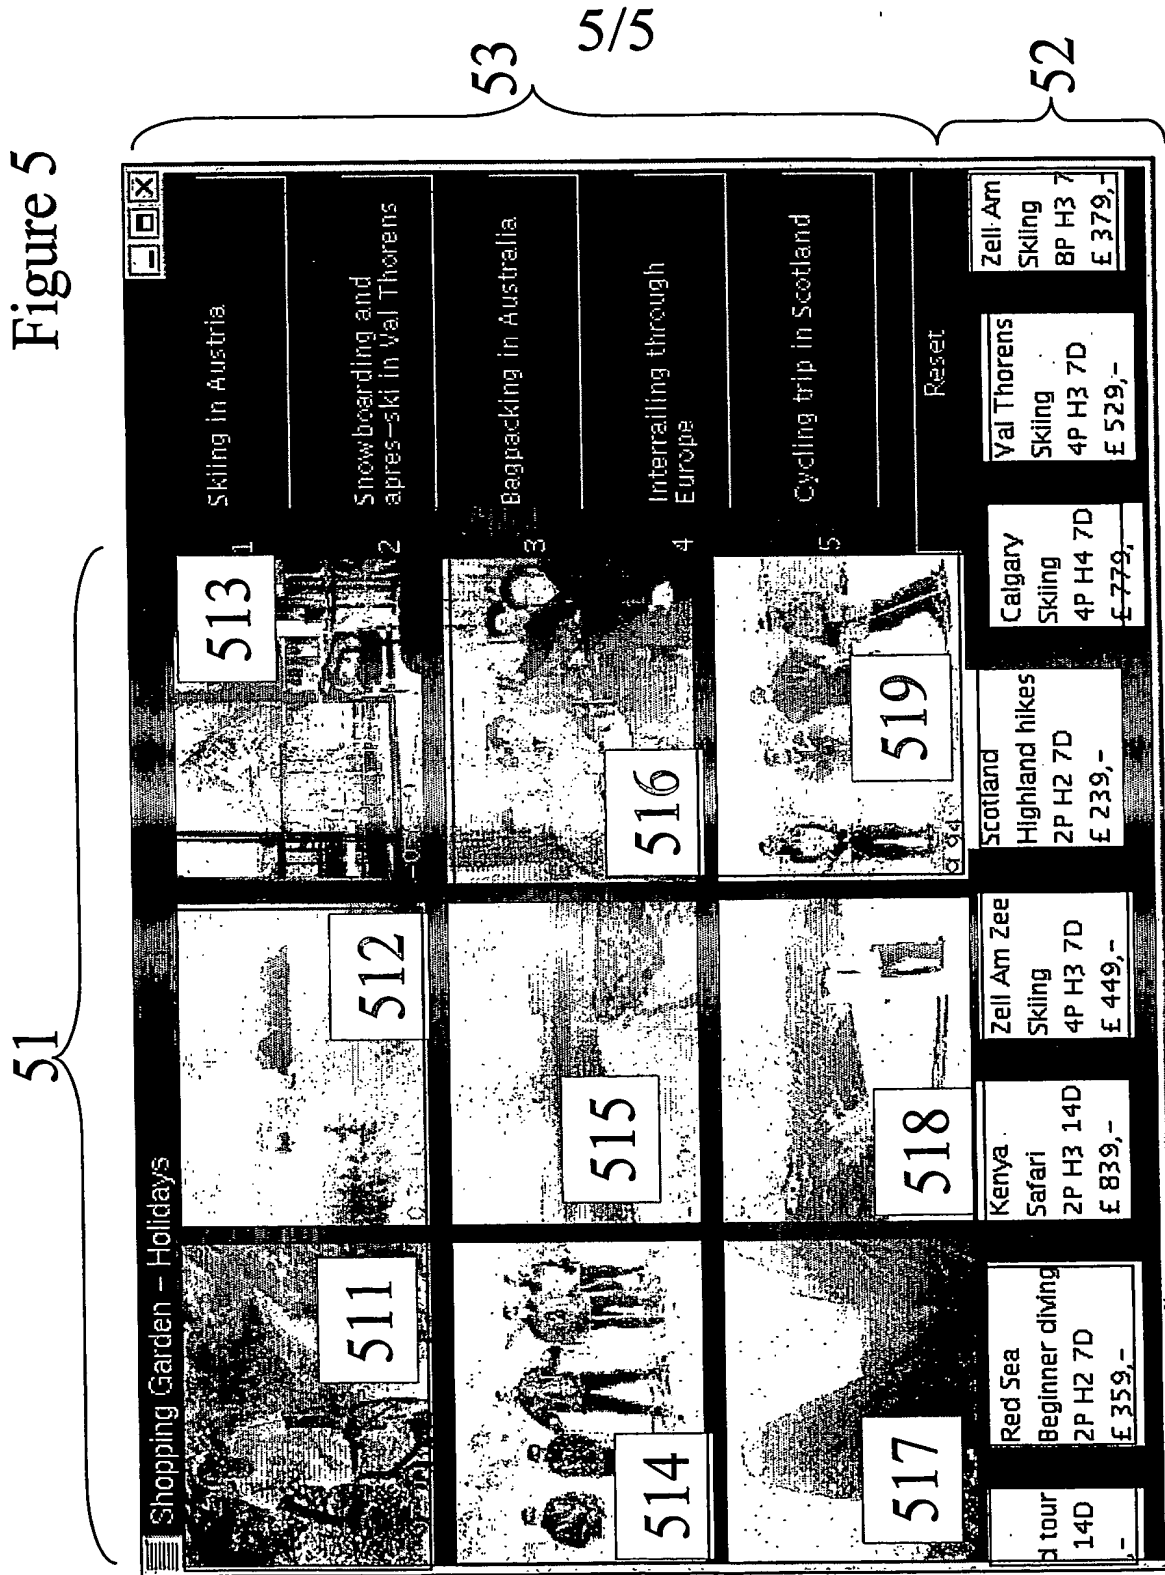 5/5
Figure 5
51
53
52
Shopping Garden – Holidays
511
512
513
514
515
516
517
518
519
1
Skiing in Austria
2
Snowboarding and
apres-ski in Val Thorens
3
Bagpacking in Australia
4
Interrailing through
Europe
5
Cycling trip in Scotland
Reset
d tour
14D
-
Red Sea
Beginner diving
2P H2 7D
£ 359,-
Kenya
Safari
2P H3 14D
£ 839,-
Zell Am Zee
Skiing
4P H3 7D
£ 449,-
Scotland
Highland hikes
2P H2 7D
£ 239,-
Calgary
Skiing
4P H4 7D
£ 779,
Val Thorens
Skiing
4P H3 7D
£ 529,-
Zell Am
Skiing
8P H3 7
£ 379,-